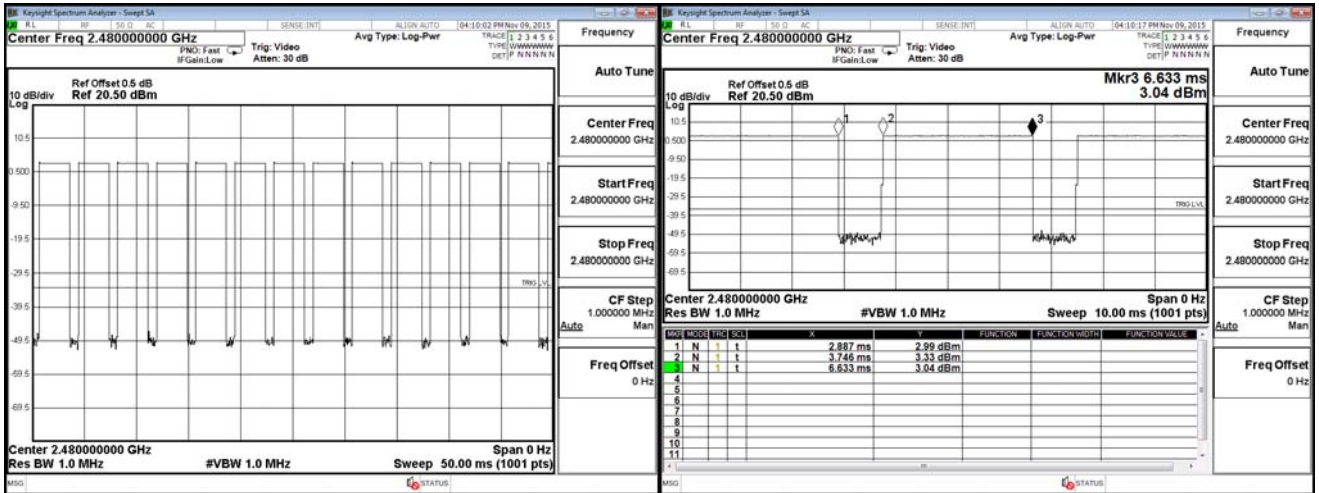 Keysight Spectrum Analyzer - Swept SA
RL RF 50 Ω AC SENSE:INT ALIGN AUTO 04:10:02 PM Nov 09, 2015
Center Freq 2.480000000 GHz
PNO: Fast
IFGain:Low
Trig: Video
Atten: 30 dB
Avg Type: Log-Pwr
TRACE 1 2 3 4 5 6
TYPE WWWWWW
DET P N N N N N
Ref Offset 0.5 dB
10 dB/div Ref 20.50 dBm
Log
10.5
0.500
-9.50
-19.5
-29.5
TRIG LVL
-39.5
-49.5
-59.5
-69.5
Center 2.480000000 GHz Span 0 Hz
Res BW 1.0 MHz #VBW 1.0 MHz Sweep 50.00 ms (1001 pts)
MSG STATUS
Frequency
Auto Tune
Center Freq
2.480000000 GHz
Start Freq
2.480000000 GHz
Stop Freq
2.480000000 GHz
CF Step
1.000000 MHz
Auto Man
Freq Offset
0 Hz
Keysight Spectrum Analyzer - Swept SA
RL RF 50 Ω AC SENSE:INT ALIGN AUTO 04:10:17 PM Nov 09, 2015
Center Freq 2.480000000 GHz
PNO: Fast
IFGain:Low
Trig: Video
Atten: 30 dB
Avg Type: Log-Pwr
TRACE 1 2 3 4 5 6
TYPE WWWWWW
DET P N N N N N
Mkr3 6.633 ms
3.04 dBm
Ref Offset 0.5 dB
10 dB/div Ref 20.50 dBm
Log
1 2 3
10.5
0.500
-9.50
-19.5
-29.5
TRIG LVL
-39.5
-49.5
-59.5
-69.5
Center 2.480000000 GHz Span 0 Hz
Res BW 1.0 MHz #VBW 1.0 MHz Sweep 10.00 ms (1001 pts)
MKR MODE TRC SCL X Y FUNCTION FUNCTION WIDTH FUNCTION VALUE
1 N 1 t 2.887 ms 2.99 dBm
2 N 1 t 3.746 ms 3.33 dBm
3 N 1 t 6.633 ms 3.04 dBm
4
5
6
7
8
9
10
11
MSG STATUS
Frequency
Auto Tune
Center Freq
2.480000000 GHz
Start Freq
2.480000000 GHz
Stop Freq
2.480000000 GHz
CF Step
1.000000 MHz
Auto Man
Freq Offset
0 Hz